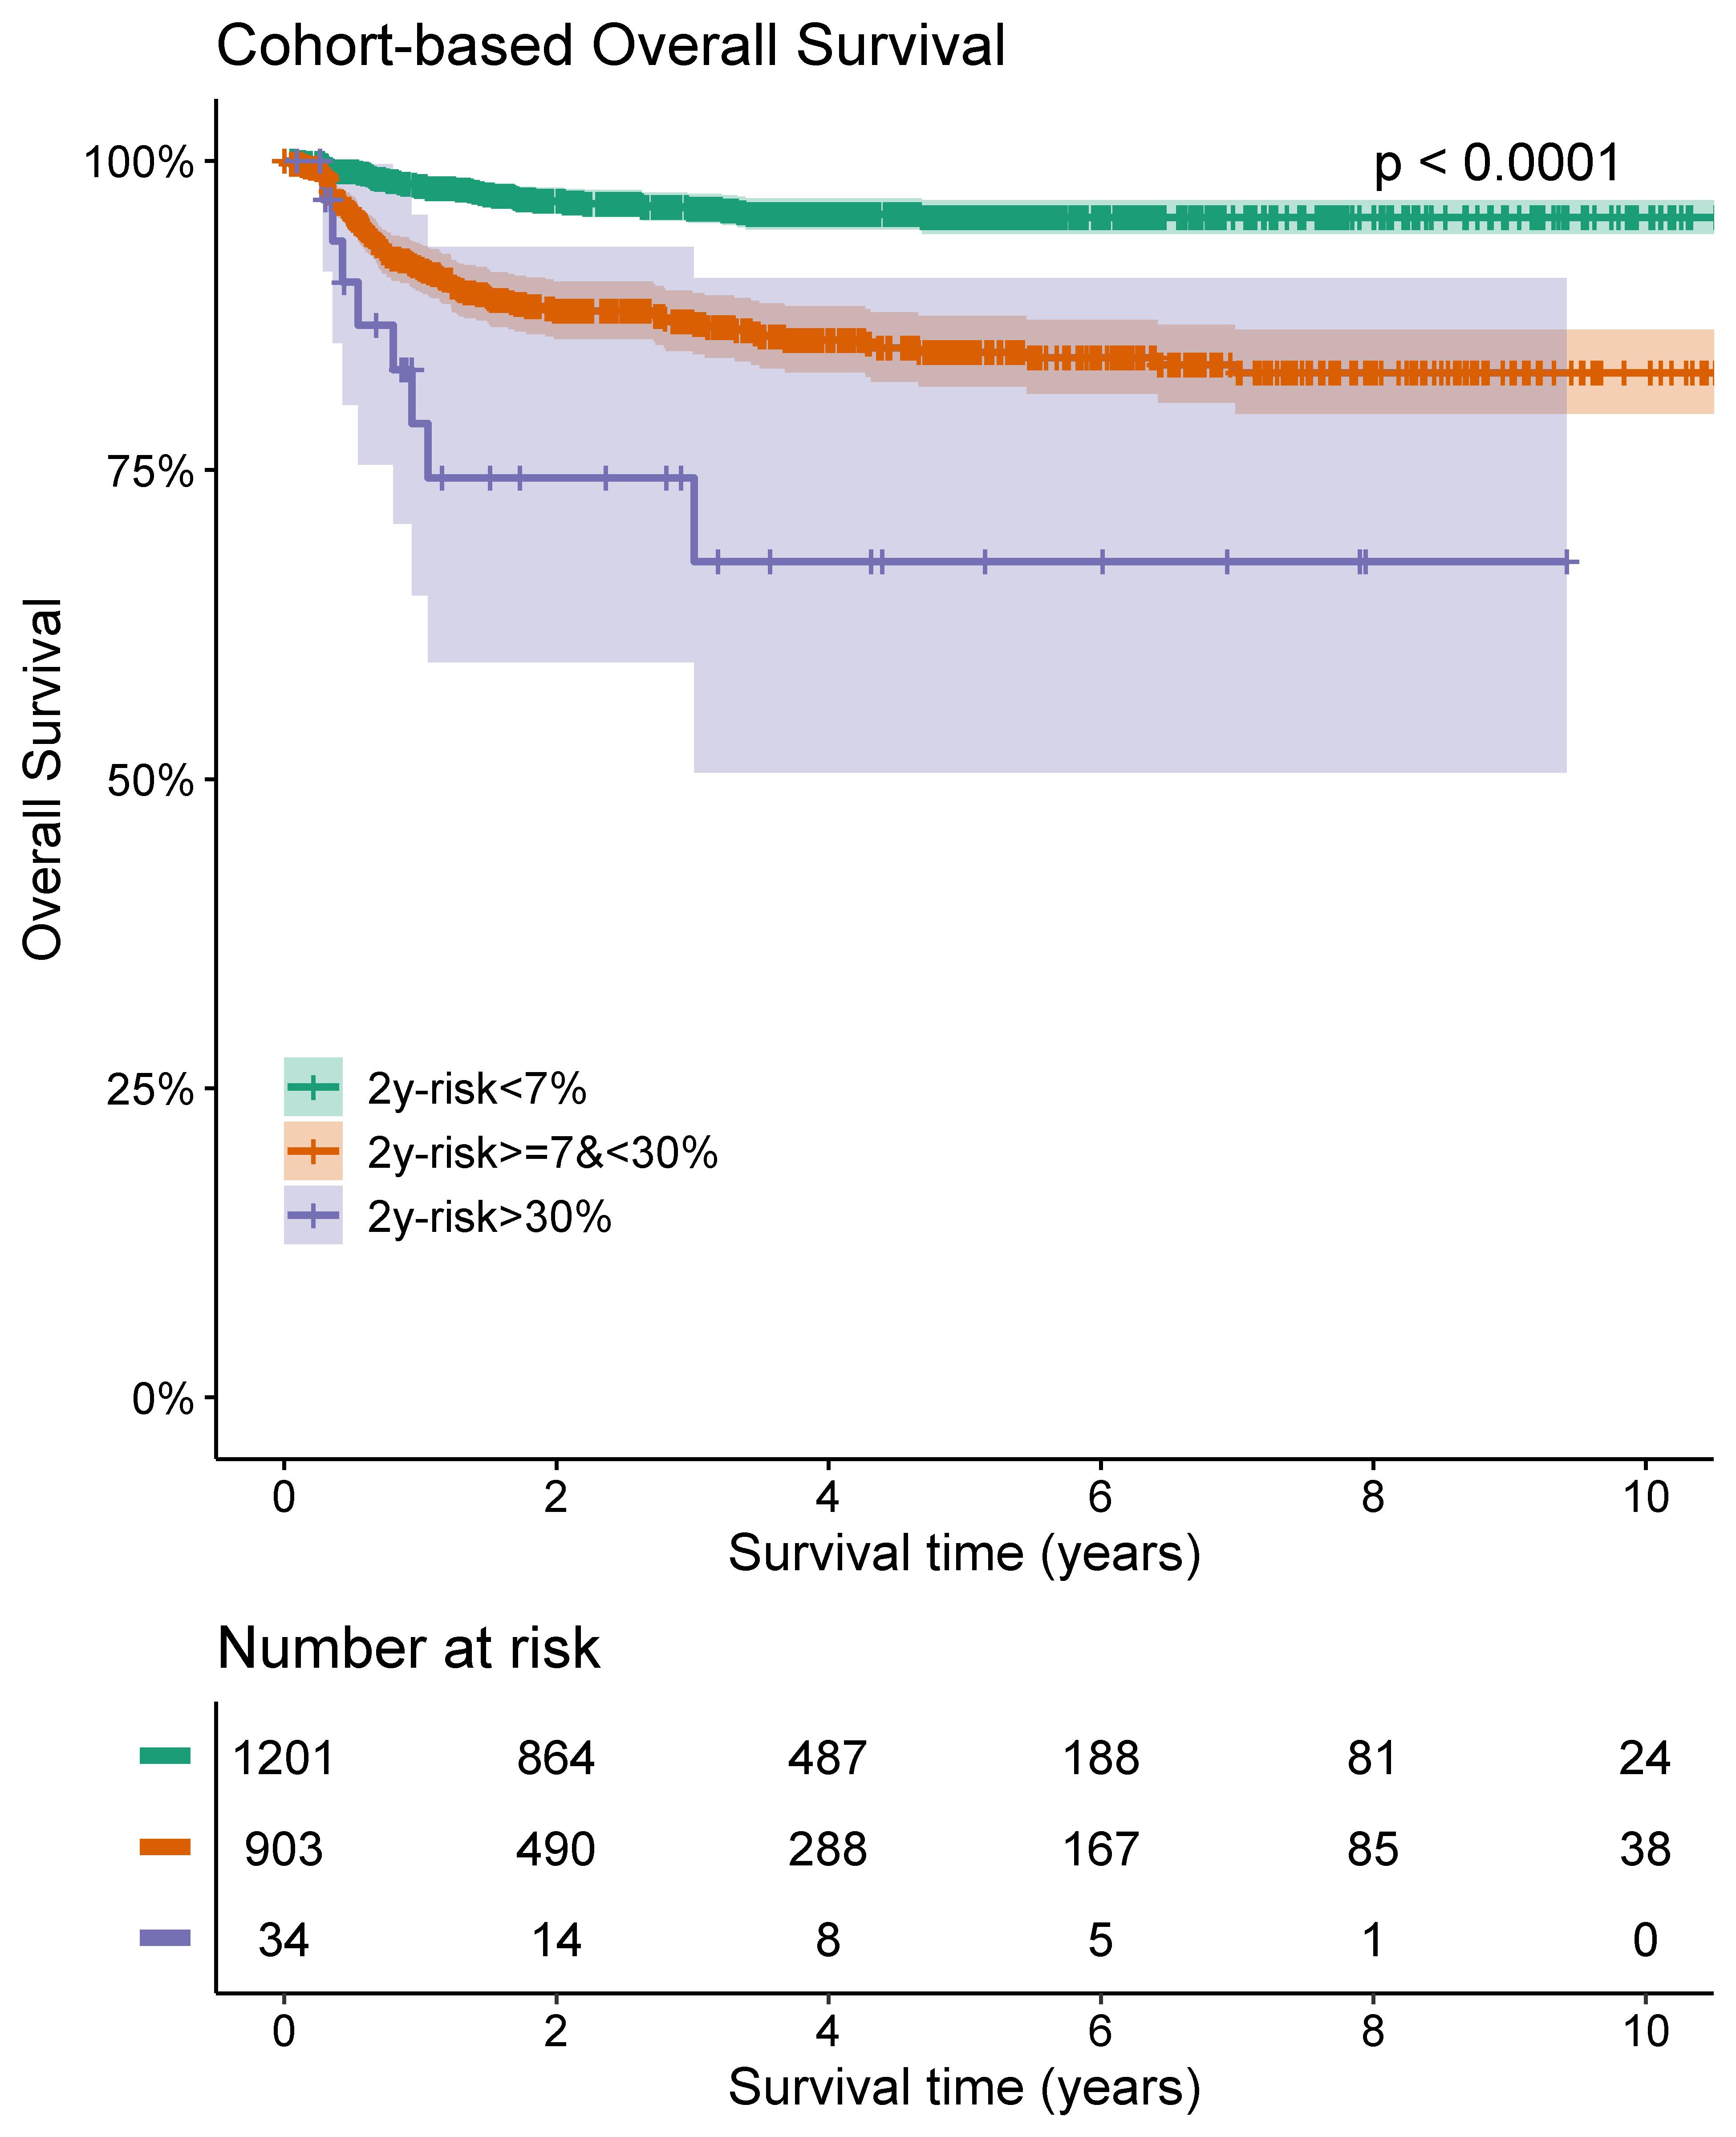 Cohort-based Overall Survival
p < 0.0001
100%
75%
50%
25%
0%
Overall Survival
2y-risk<7%
2y-risk>=7&<30%
2y-risk>30%
0 2 4 6 8 10
Survival time (years)
Number at risk
1201 864 487 188 81 24
903 490 288 167 85 38
34 14 8 5 1 0
0 2 4 6 8 10
Survival time (years)